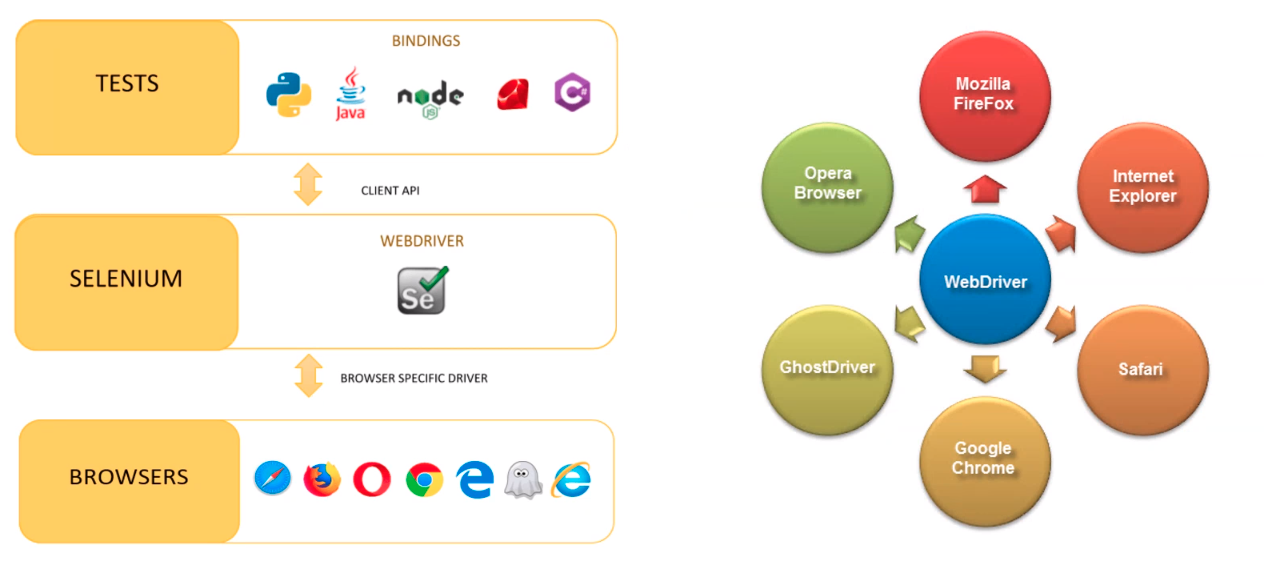 TESTS
BINDINGS
Java
node
JS
C#
CLIENT API
SELENIUM
WEBDRIVER
Se
BROWSER SPECIFIC DRIVER
BROWSERS
Mozilla
FireFox
Opera
Browser
Internet
Explorer
WebDriver
GhostDriver
Safari
Google
Chrome